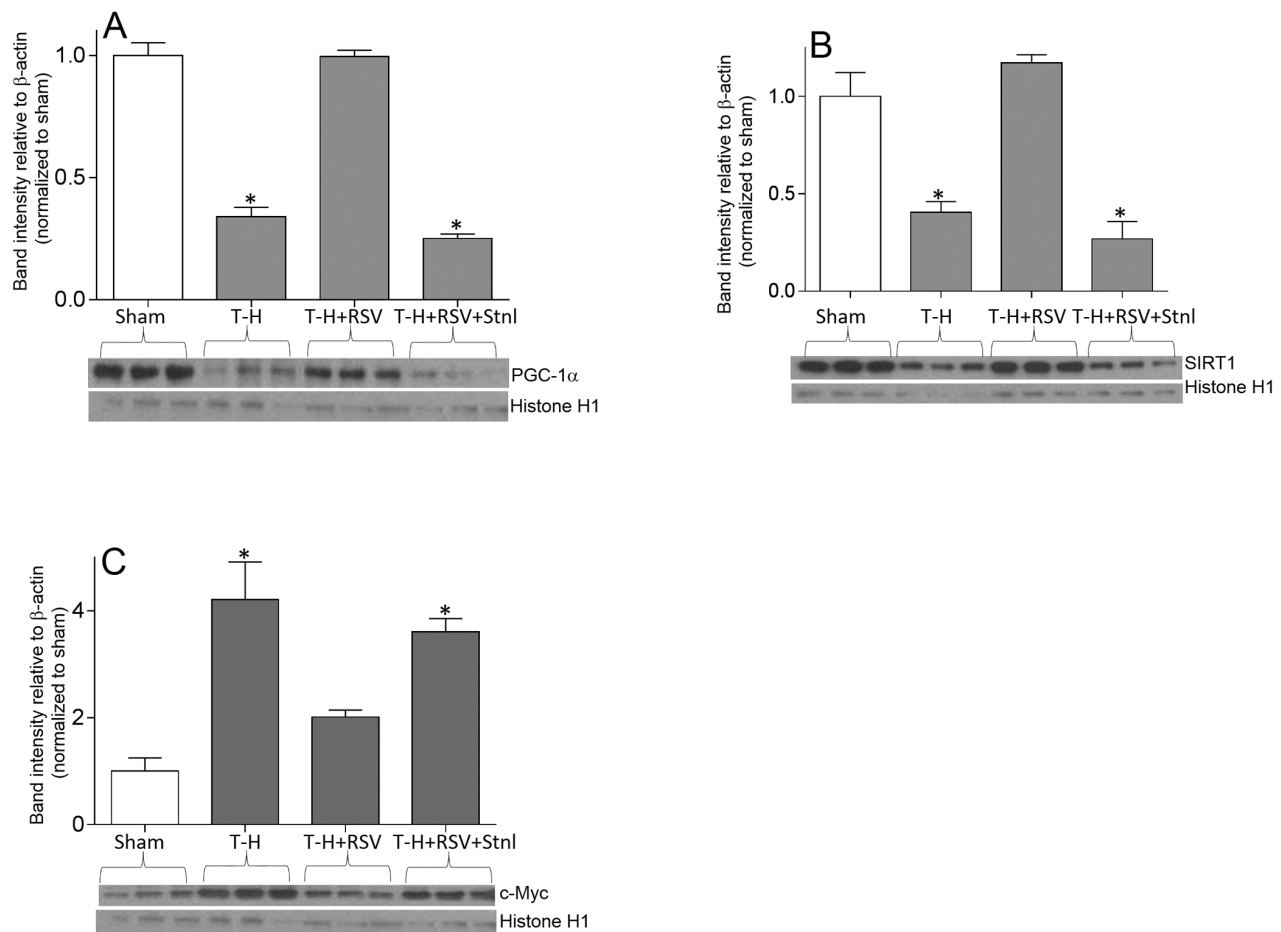 A
Band intensity relative to β-actin
(normalized to sham)
1.0
0.5
0.0
*
*
Sham T-H T-H+RSV T-H+RSV+Stnl
PGC-1α
Histone H1
B
Band intensity relative to β-actin
(normalized to sham)
1.0
0.5
0.0
*
*
Sham T-H T-H+RSV T-H+RSV+Stnl
SIRT1
Histone H1
C
Band intensity relative to β-actin
(normalized to sham)
4
2
0
*
*
Sham T-H T-H+RSV T-H+RSV+Stnl
c-Myc
Histone H1